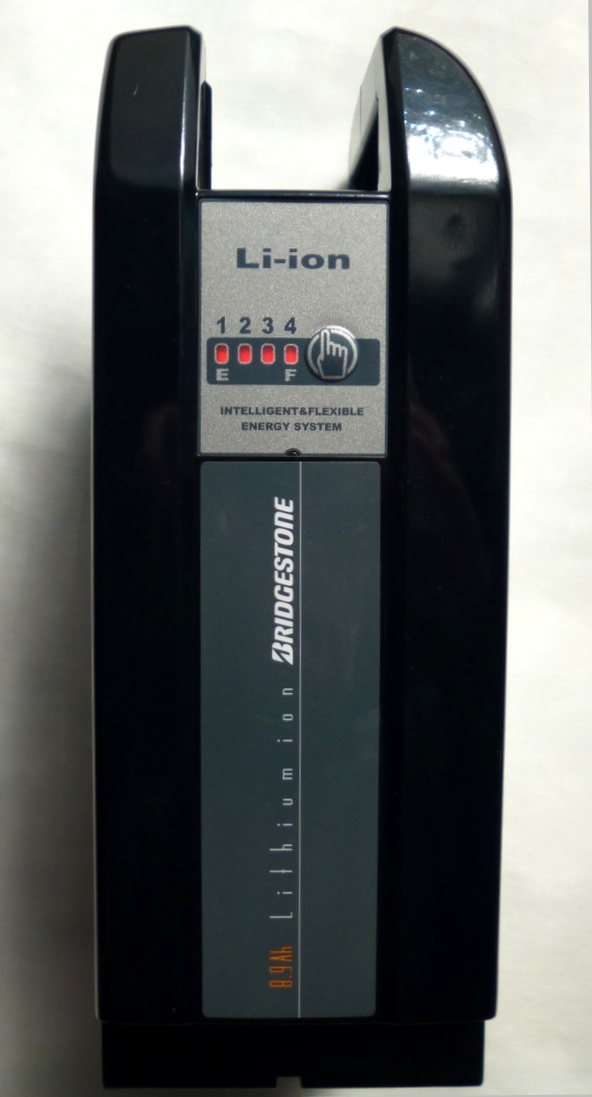 Li-ion
1 2 3 4
E F
INTELLIGENT&FLEXIBLE
ENERGY SYSTEM
8.9Ah Lithium ion BRIDGESTONE